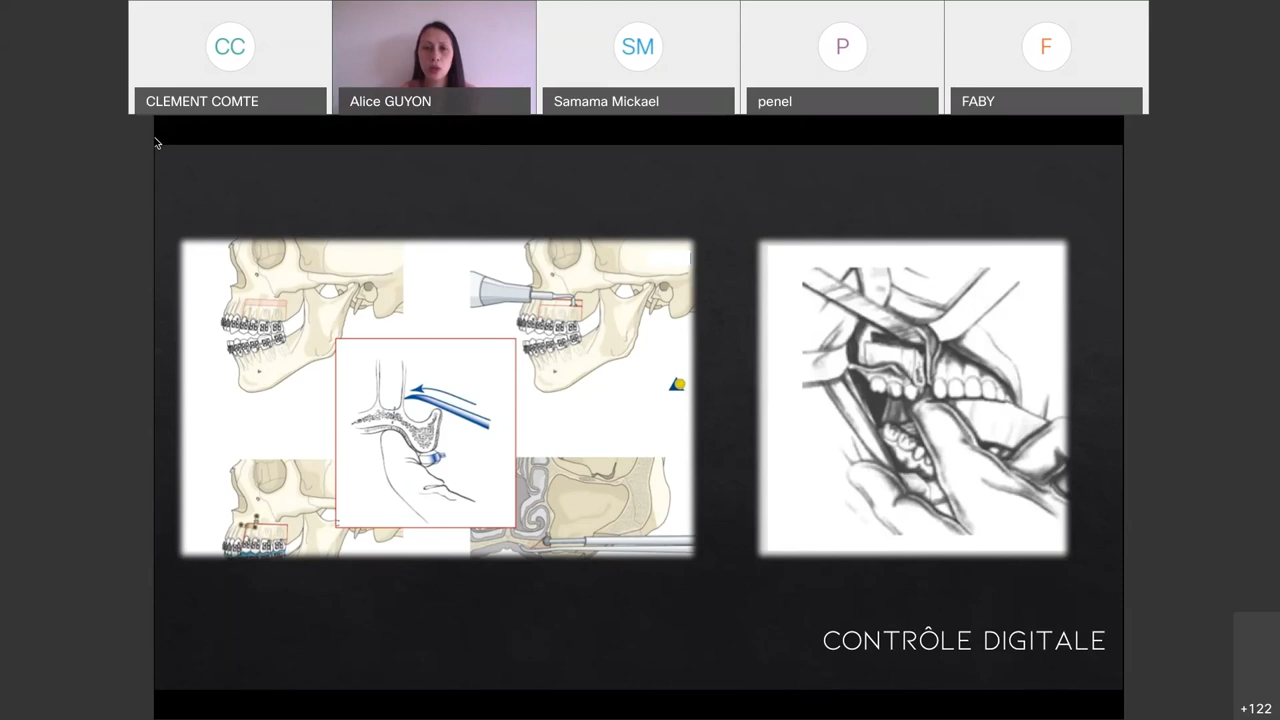 CC
SM
P
F
CLEMENT COMTE
Alice GUYON
Samama Mickael
penel
FABY
CONTRÔLE DIGITALE
+122